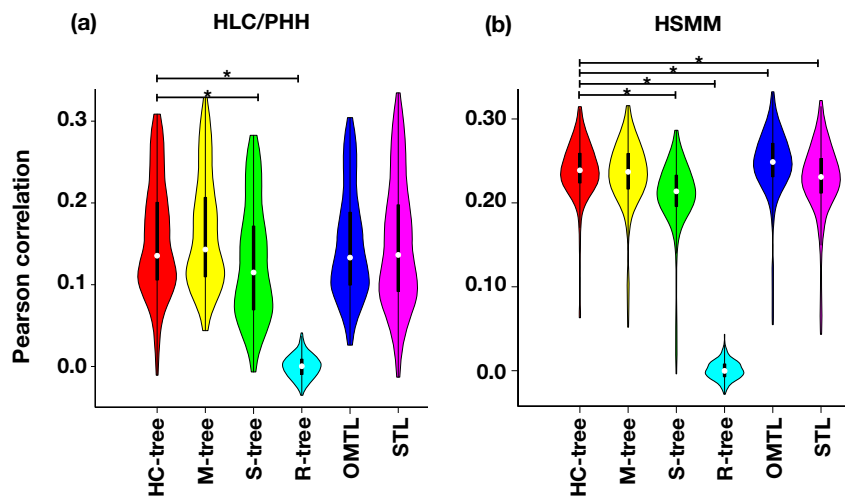 (a) HLC/PHH
*
*
Pearson correlation
0.3
0.2
0.1
0.0
HC-tree
M-tree
S-tree
R-tree
OMTL
STL
(b) HSMM
*
*
*
*
0.30
0.20
0.10
0.0
HC-tree
M-tree
S-tree
R-tree
OMTL
STL